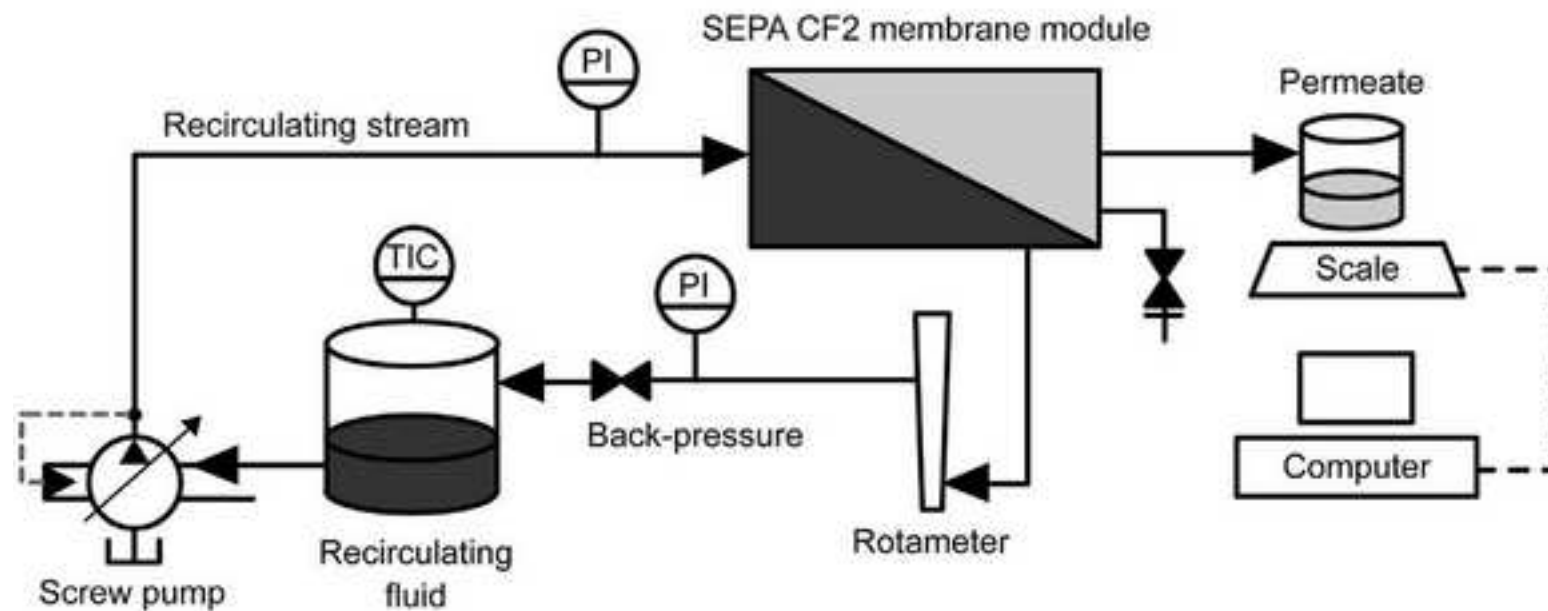 SEPA CF2 membrane module
PI
Permeate
Recirculating stream
TIC
PI
Scale
Back-pressure
Computer
Rotameter
Recirculating
fluid
Screw pump